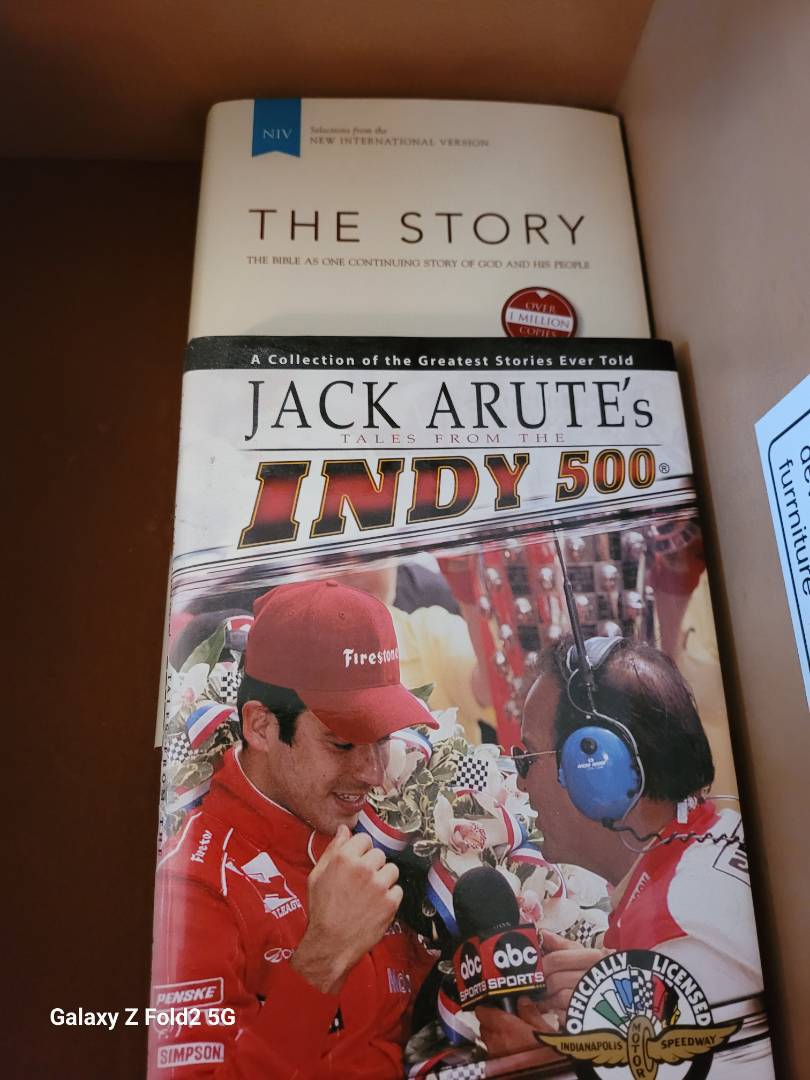 NIV
Selections from the
NEW INTERNATIONAL VERSION
THE STORY
THE BIBLE AS ONE CONTINUING STORY OF GOD AND HIS PEOPLE
OVER
1 MILLION
COPIES
A Collection of the Greatest Stories Ever Told
JACK ARUTE's
TALES FROM THE
INDY 500®
furrniture
Firestone
LEAGUE
abc
SPORTS
abc
SPORTS
PENSKE
SIMPSON
OFFICIALLY LICENSED
INDIANAPOLIS MOTOR SPEEDWAY
Galaxy Z Fold2 5G